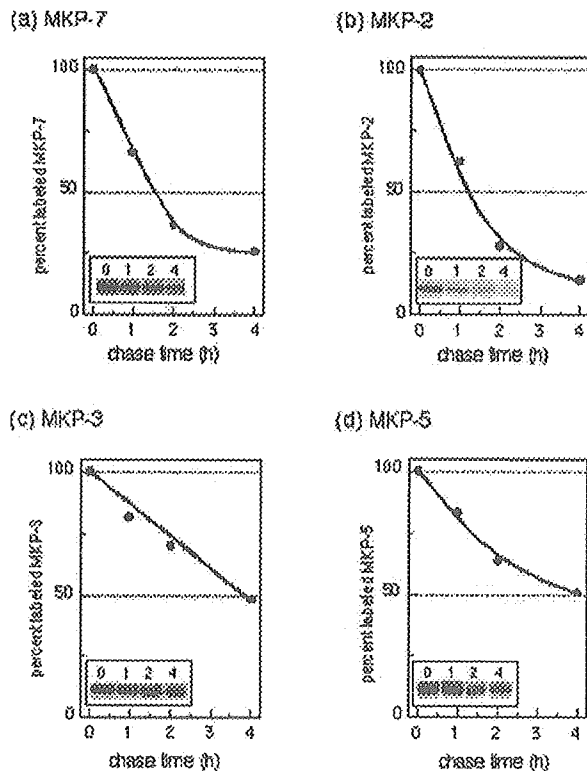 (a) MKP-7
100
50
0
percent labeled MKP-7
0 1 2 4
0 1 2 3 4
chase time (h)
(b) MKP-2
100
50
0
percent labeled MKP-2
0 1 2 4
0 1 2 3 4
chase time (h)
(c) MKP-3
100
50
0
percent labeled MKP-3
0 1 2 4
0 1 2 3 4
chase time (h)
(d) MKP-5
100
50
0
percent labeled MKP-5
0 1 2 4
0 1 2 3 4
chase time (h)